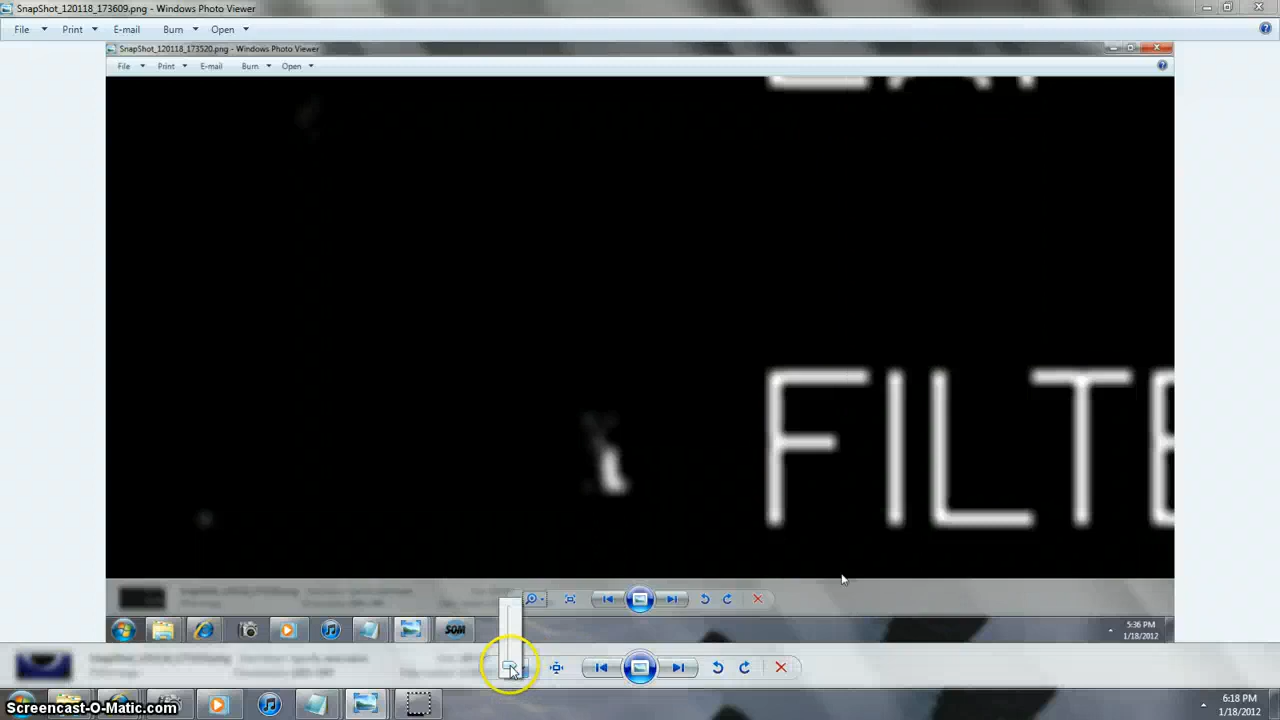 SnapShot_120118_173609.png - Windows Photo Viewer
File Print E-mail Burn Open
SnapShot_120118_173520.png - Windows Photo Viewer
File Print E-mail Burn Open
FILTE
SOM
5:36 PM
1/18/2012
Screencast-O-Matic.com
6:18 PM
1/18/2012